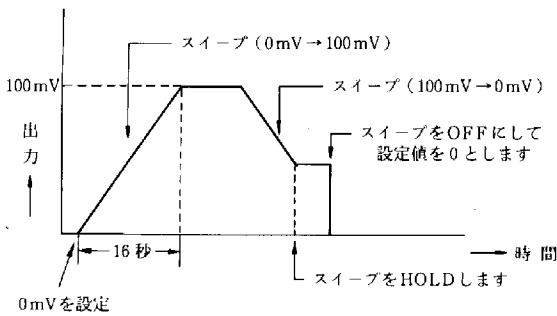 スイープ（0mV→100mV）
100mV
スイープ（100mV→0mV）
出力
スイープをOFFにして
設定値を0とします
16秒
時間
スイープをHOLDします
0mVを設定